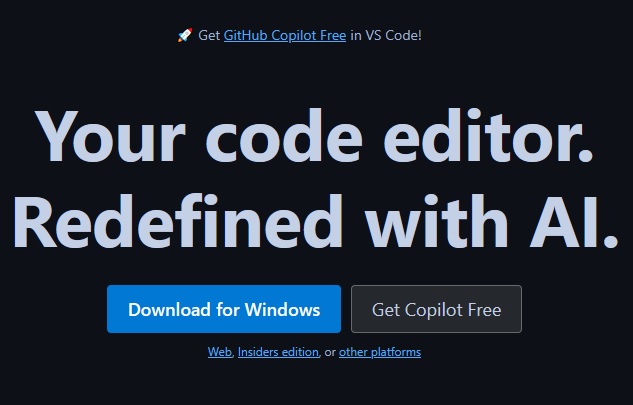 🚀 Get GitHub Copilot Free in VS Code!
Your code editor.
Redefined with AI.
Download for Windows
Get Copilot Free
Web, Insiders edition, or other platforms